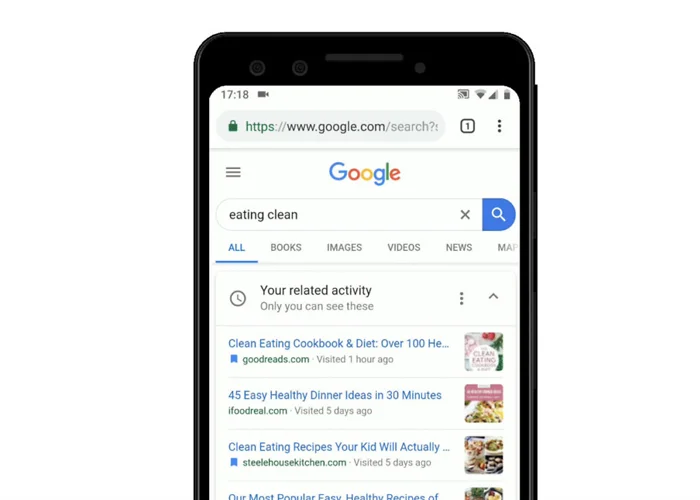 17:18
https://www.google.com/search?
1
Google
eating clean
ALL BOOKS IMAGES VIDEOS NEWS MAP
Your related activity
Only you can see these
Clean Eating Cookbook & Diet: Over 100 He...
goodreads.com · Visited 1 hour ago
CLEAN
EATING
45 Easy Healthy Dinner Ideas in 30 Minutes
ifoodreal.com · Visited 5 days ago
Clean Eating Recipes Your Kid Will Actually ...
steelehousekitchen.com · Visited 5 days ago
Our Most Popular Easy, Healthy Recipes of